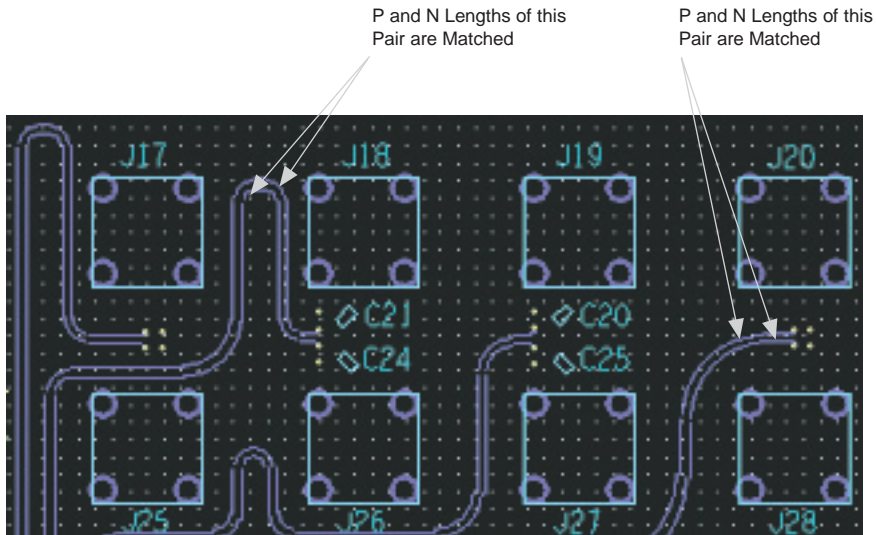 P and N Lengths of this
Pair are Matched
P and N Lengths of this
Pair are Matched
J17
J18
J19
J20
C21
C20
C24
C25
J25
J26
J27
J28